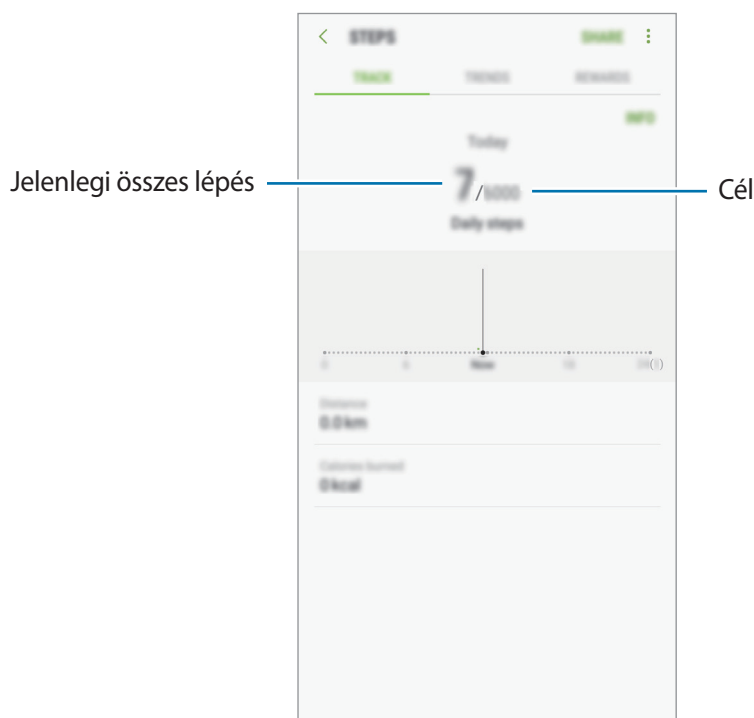 STEPS SHARE
TRACK TRENDS REWARDS
INFO
Today
Jelenlegi összes lépés 7/6000 Cél
Daily steps
Now
Distance
0.0 km
Calories burned
0 kcal